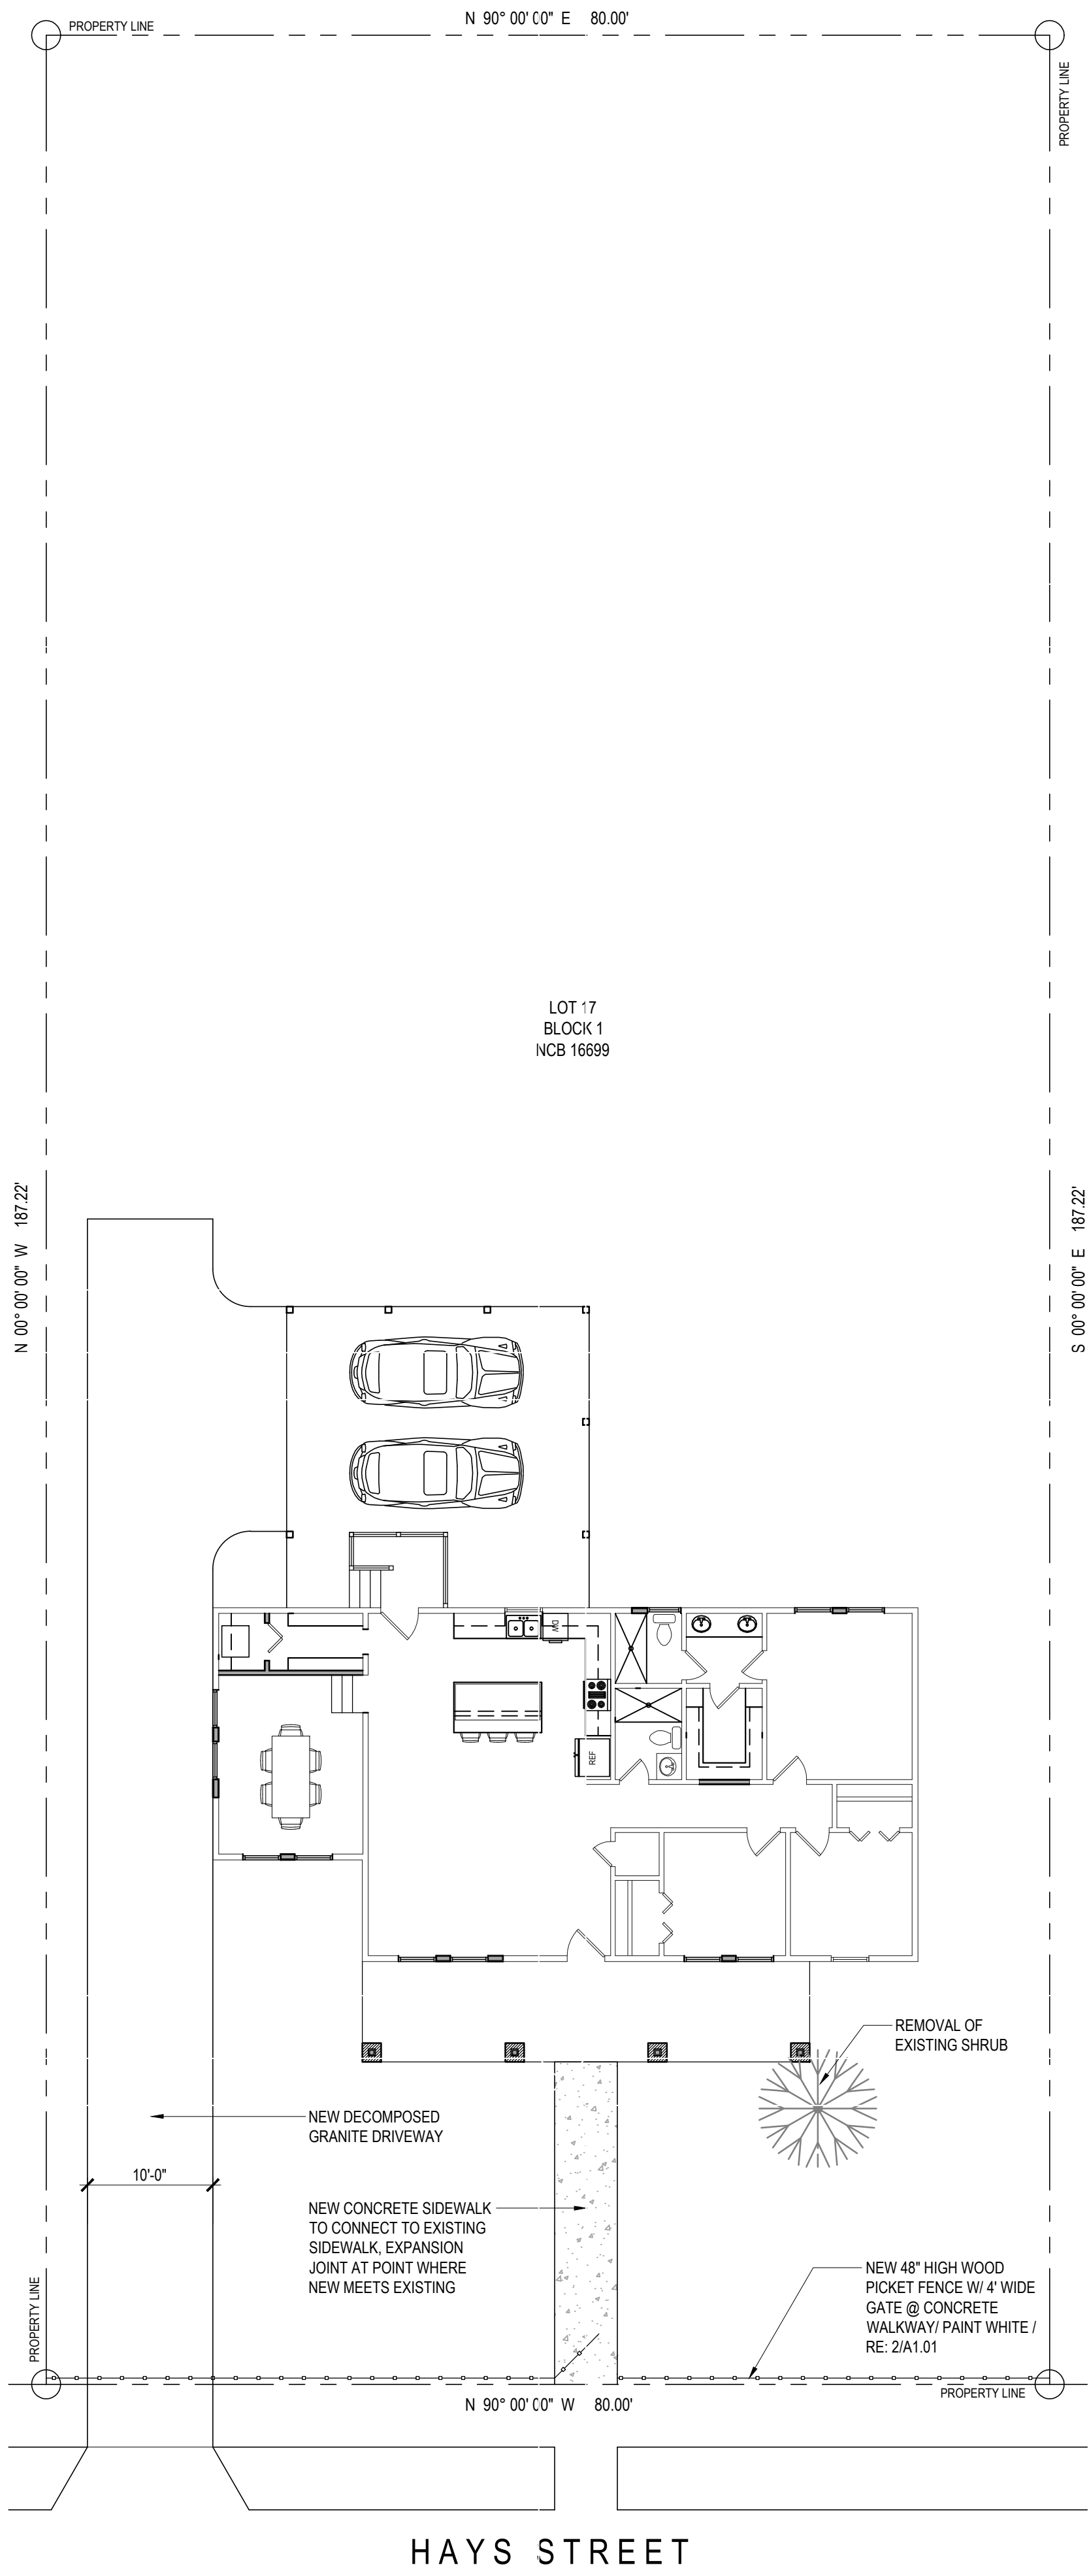 N 90° 00' 00" E 80.00'
PROPERTY LINE
PROPERTY LINE
LOT 17
BLOCK 1
NCB 16699
N 00° 00' 00" W 187.22'
S 00° 00' 00" E 187.22'
DW
REF
REMOVAL OF
EXISTING SHRUB
NEW DECOMPOSED
GRANITE DRIVEWAY
10'-0"
NEW CONCRETE SIDEWALK
TO CONNECT TO EXISTING
SIDEWALK, EXPANSION
JOINT AT POINT WHERE
NEW MEETS EXISTING
NEW 48" HIGH WOOD
PICKET FENCE W/ 4' WIDE
GATE @ CONCRETE
WALKWAY/ PAINT WHITE /
RE: 2/A1.01
PROPERTY LINE
PROPERTY LINE
N 90° 00' 00" W 80.00'
HAYS STREET